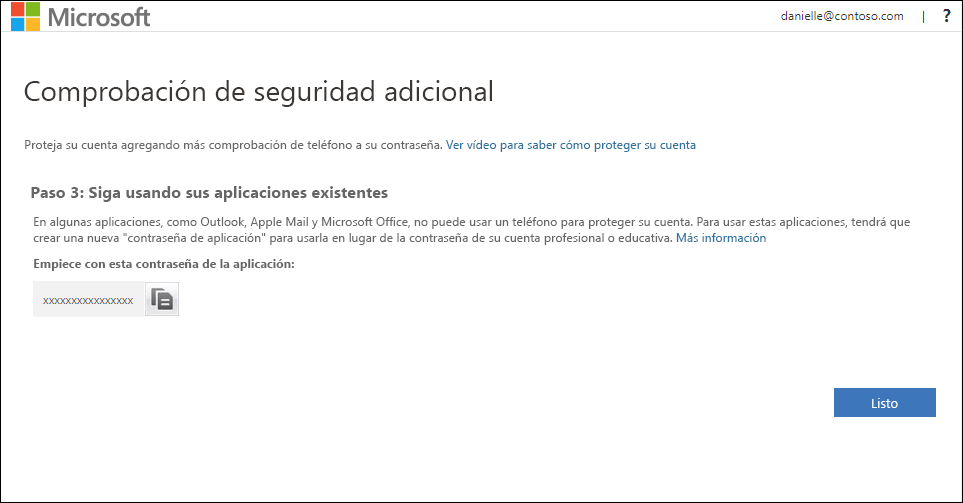 Microsoft
danielle@contoso.com | ?
Comprobación de seguridad adicional
Proteja su cuenta agregando más comprobación de teléfono a su contraseña. Ver vídeo para saber cómo proteger su cuenta
Paso 3: Siga usando sus aplicaciones existentes
En algunas aplicaciones, como Outlook, Apple Mail y Microsoft Office, no puede usar un teléfono para proteger su cuenta. Para usar estas aplicaciones, tendrá que
crear una nueva "contraseña de aplicación" para usarla en lugar de la contraseña de su cuenta profesional o educativa. Más información
Empiece con esta contraseña de la aplicación:
xxxxxxxxxxxxxxxx
Listo